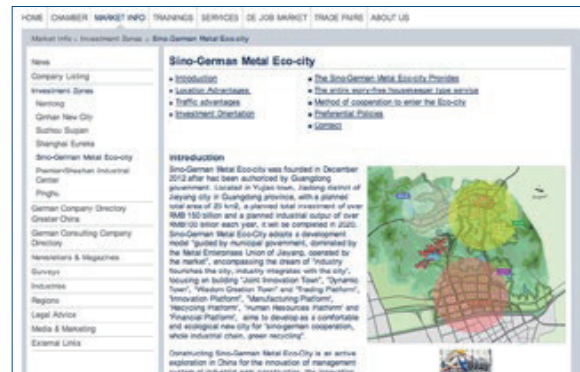 HOME CHAMBER MARKET INFO TRAININGS SERVICES DE JOB MARKET TRADE FAIRS ABOUT US
Market Info » Investment Zones » Sino-German Metal Eco-city
News
Company Listing
Investment Zones
Nantong
Qinhan New City
Suzhou Suqian
Shanghai Eureka
Sino-German Metal Eco-city
Industrial
Center
Pinghu
German Company Directory
Greater China
German Consulting Company
Directory
Newsletters & Magazines
Surveys
Industries
Regions
Legal Advice
Media & Marketing
External Links
Sino-German Metal Eco-city
Introduction
Location Advantages
Traffic advantages
Investment Orientation
The Sino-German Metal Eco-city Provides
The entire worry-free housekeeper type service
Method of cooperation to enter the Eco-city
Preferential Policies
Contact
Introduction
Sino-German Metal Eco-city was founded in December
2012 after had been authorized by Guangdong
government. Located in Yujiao town, Jiedong district of
Jieyang city in Guangdong province, with a planned
total area of 25 km2, a planned total investment of over
RMB 150 billion and a planned industrial output of over
RMB100 billion each year, it will be completed in 2020.
Sino-German Metal Eco-city adopts a development
model "guided by municipal government, dominated by
the Metal Enterprises Union of Jieyang, operated by
the market", encompassing the dream of "industry
flourishes the city, industry integrates with the city",
focusing on building "Joint Innovation Town", "Dynamic
Town", "Wisdom Creation Town" and "Trading Platform",
"Innovation Platform", "Manufacturing Platform",
"Recycling Platform", "Human Resources Platform" and
"Financial Platform", aims to develop as a comfortable
and ecological new city for "sino-german cooperation,
whole industrial chain, green recycling".
Constructing Sino-German Metal Eco-City is an active
exploration in China for the innovation of management